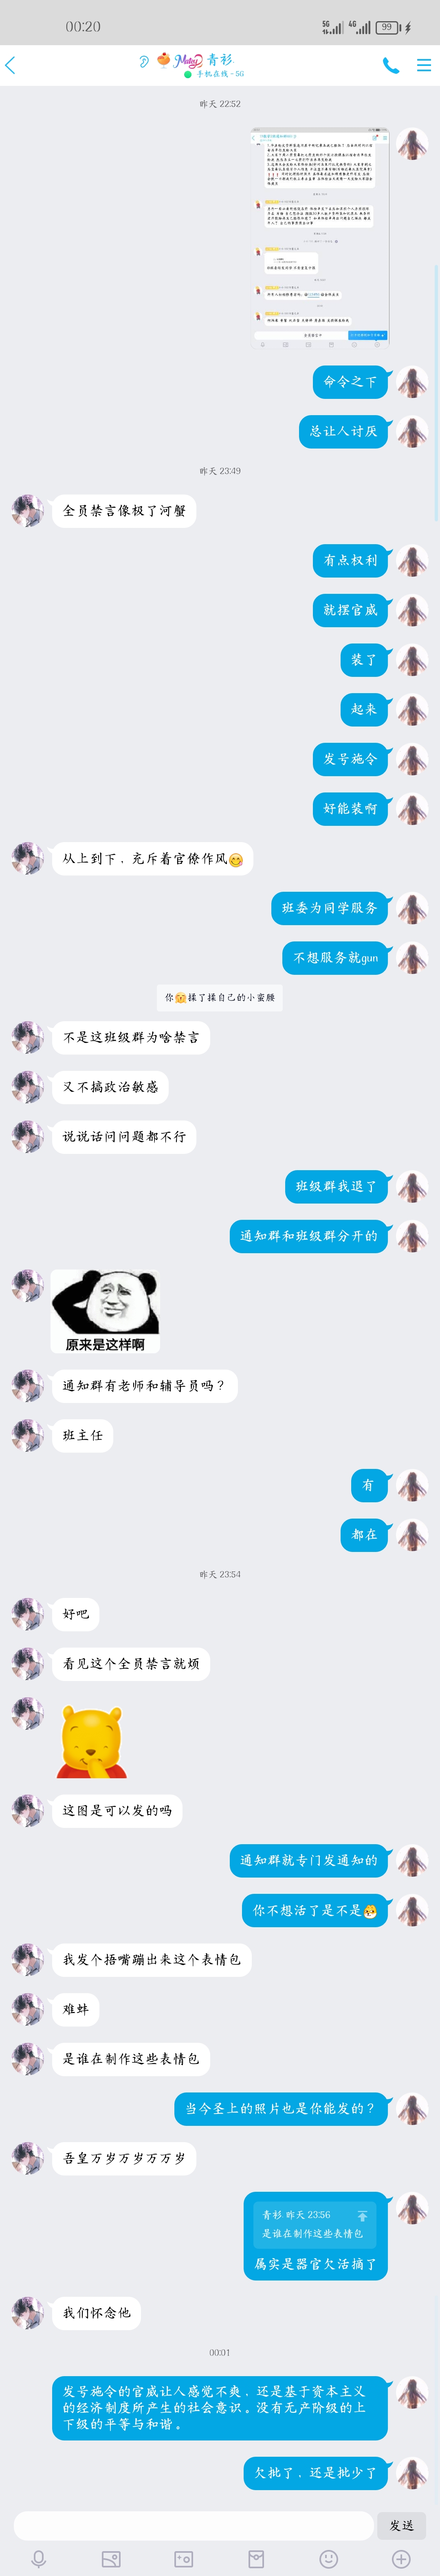 00:20
5G
4G
99
青衫
手机在线 - 5G
昨天 22:52
命令之下
总让人讨厌
昨天 23:49
全员禁言像极了河蟹
有点权利
就摆官威
装了
起来
发号施令
好能装啊
从上到下，充斥着官僚作风😋
班委为同学服务
不想服务就gun
你🫣揉了揉自己的小蛮腰
不是这班级群为啥禁言
又不搞政治敏感
说说话问问题都不行
班级群我退了
通知群和班级群分开的
原来是这样啊
通知群有老师和辅导员吗？
班主任
有
都在
昨天 23:54
好吧
看见这个全员禁言就烦
这图是可以发的吗
通知群就专门发通知的
你不想活了是不是😷
我发个捂嘴蹦出来这个表情包
难蚌
是谁在制作这些表情包
当今圣上的照片也是你能发的？
吾皇万岁万岁万万岁
青衫 昨天 23:56
是谁在制作这些表情包
属实是器官欠活摘了
我们怀念他
00:01
发号施令的官威让人感觉不爽，还是基于资本主义
的经济制度所产生的社会意识。没有无产阶级的上
下级的平等与和谐。
欠批了，还是批少了
发送